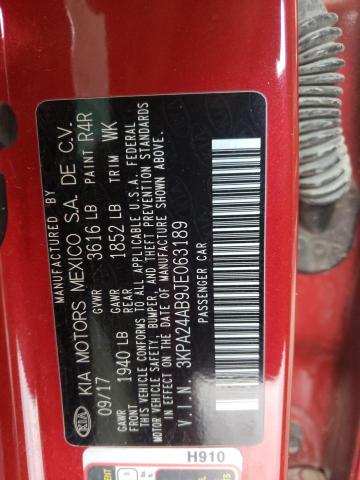 MANUFACTURED BY
KIA MOTORS MEXICO S.A. DE C.V.
KIA
09/17 GVWR 3616 LB PAINT R4R
GAWR FRONT 1940 LB GAWR REAR 1852 LB TRIM WK
THIS VEHICLE CONFORMS TO ALL APPLICABLE U.S.A. FEDERAL
MOTOR VEHICLE SAFETY, BUMPER, AND THEFT PREVENTION STANDARDS
IN EFFECT ON THE DATE OF MANUFACTURE SHOWN ABOVE.
V.I.N. 3KPA24AB9JE063189
PASSENGER CAR
H910